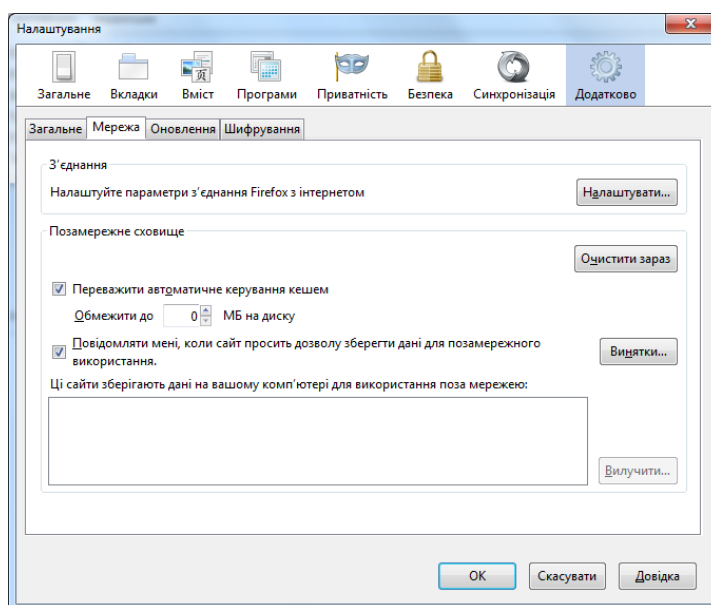 Налаштування
Загальне Вкладки Вміст Програми Приватність Безпека Синхронізація Додатково
Загальне Мережа Оновлення Шифрування
З’єднання
Налаштуйте параметри з’єднання Firefox з інтернетом Налаштувати...
Позамережне сховище
Очистити зараз
Переважити автоматичне керування кешем
Обмежити до 0 МБ на диску
Повідомляти мені, коли сайт просить дозволу зберегти дані для позамережного
використання.
Винятки...
Ці сайти зберігають дані на вашому комп’ютері для використання поза мережею:
Вилучити...
OK Скасувати Довідка